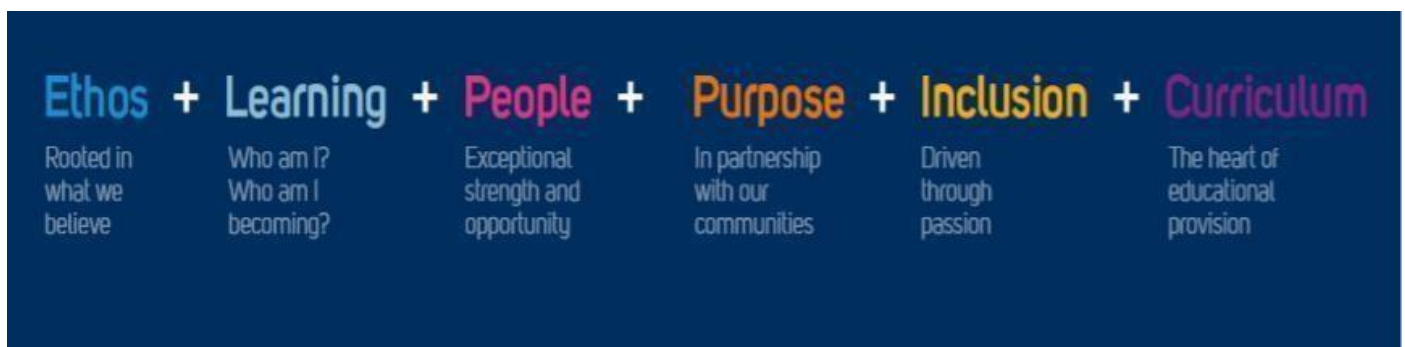 Ethos + Learning + People + Purpose + Inclusion + Curriculum
Rooted in
what we
believe
Who am I?
Who am I
becoming?
Exceptional
strength and
opportunity
In partnership
with our
communities
Driven
through
passion
The heart of
educational
provision